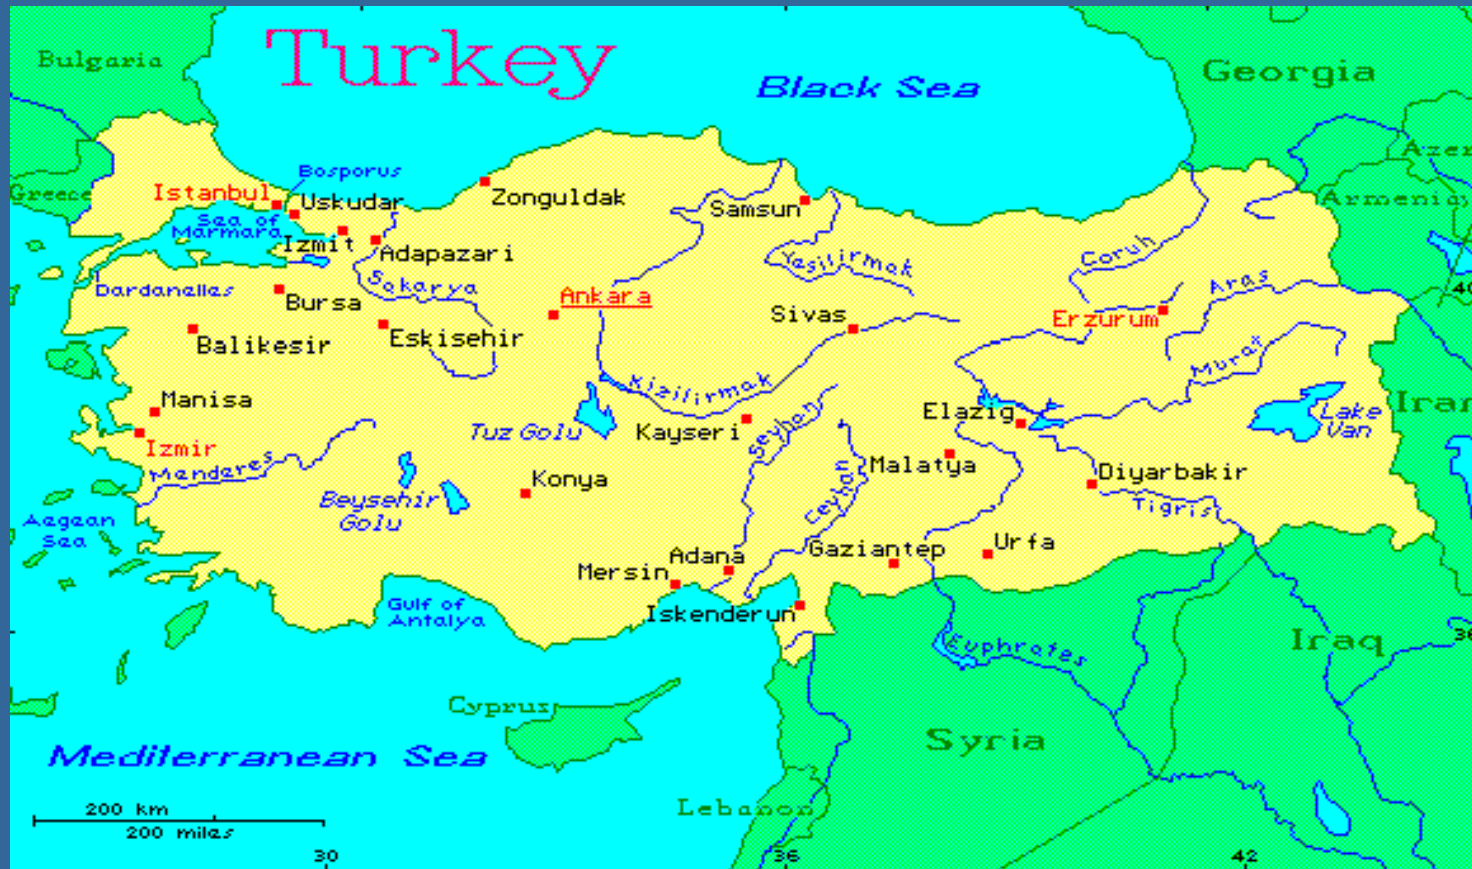 Turkey
Bulgaria
Black Sea
Georgia
Azer
Greece
Istanbul
Bosporus
Uskudar
Zonguldak
Samsun
Armenia
Sea of
Marmara
Izmit
Adapazari
Yesilirmak
Coruh
Aras
40
Dardanelles
Bursa
Sakarya
Ankara
Sivas
Erzurum
Balikesir
Eskisehir
Murat
Manisa
Kizilirmak
Elazig
Lake
Van
Iran
Izmir
Tuz Golu
Kayseri
Seyhan
Menderes
Konya
Malatya
Diyarbakir
Beysehir
Golu
Ceyhan
Tigris
Aegean
Sea
Adana
Gaziantep
Urfa
Mersin
Gulf of
Antalya
Iskenderun
Euphrates
Iraq
36
Cyprus
Syria
Mediterranean Sea
Lebanon
200 km
200 miles
30
36
42